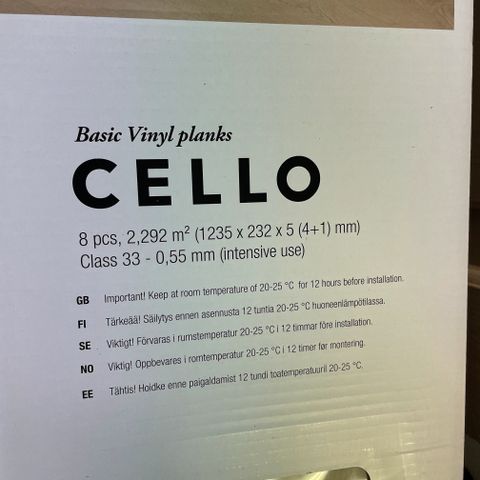 Basic Vinyl planks
CELLO
8 pcs, 2,292 m² (1235 x 232 x 5 (4+1) mm)
Class 33 - 0,55 mm (intensive use)
GB Important! Keep at room temperature of 20-25 °C for 12 hours before installation.
FI Tärkeää! Säilytys ennen asennusta 12 tuntia 20-25 °C huoneenlämpötilassa.
SE Viktigt! Förvaras i rumstemperatur 20-25 °C i 12 timmar före installation.
NO Viktig! Oppbevares i romtemperatur 20-25 °C i 12 timer før montering.
EE Tähtis! Hoidke enne paigaldamist 12 tundi toatemperatuuril 20-25 °C.